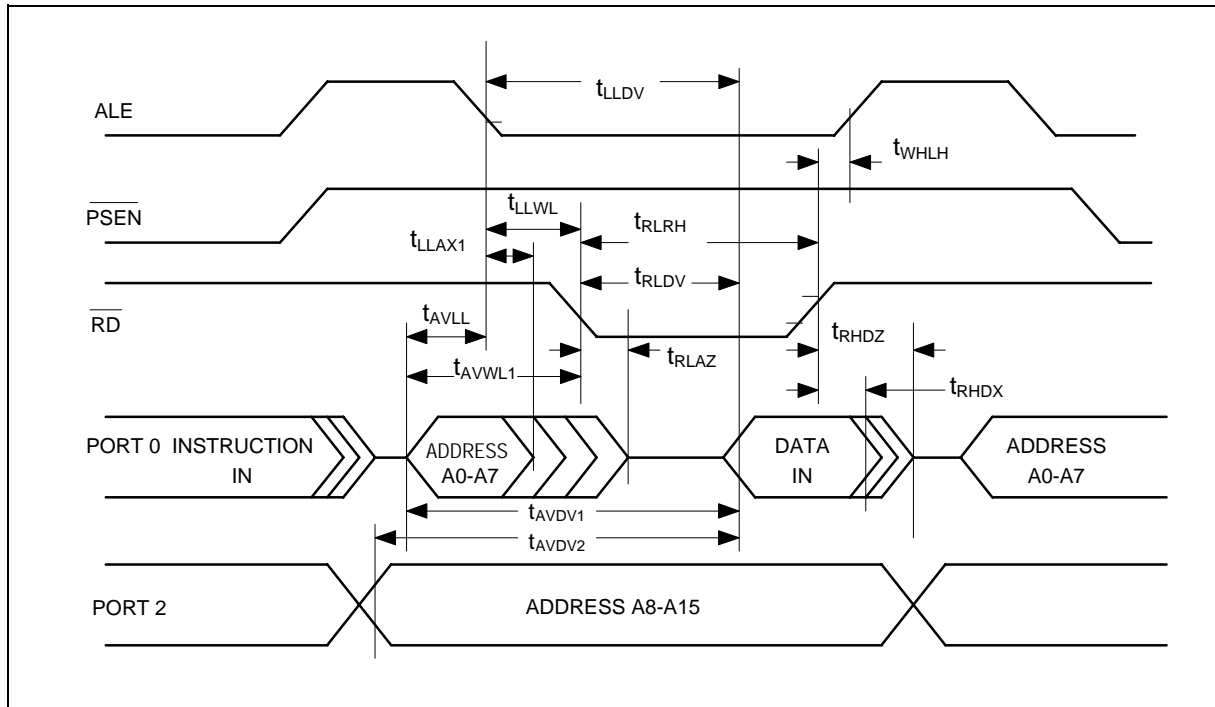 tLLDV
ALE
tWHLH
PSEN
tLLWL
tRLRH
tLLAX1
tRLDV
RD
tAVLL
tRLAZ
tRHDZ
tAVWL1
tRHDX
PORT 0 INSTRUCTION
IN
ADDRESS
A0-A7
DATA
IN
ADDRESS
A0-A7
tAVDV1
tAVDV2
PORT 2
ADDRESS A8-A15